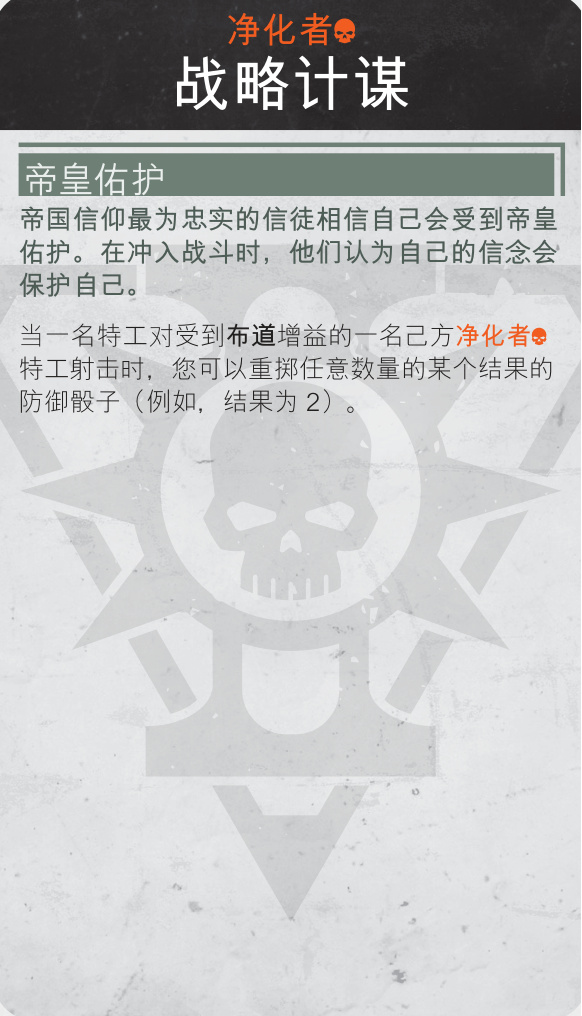 净化者
战略计谋
帝皇佑护
帝国信仰最为忠实的信徒相信自己会受到帝皇
佑护。在冲入战斗时，他们认为自己的信念会
保护自己。
当一名特工对受到布道增益的一名己方净化者
特工射击时，您可以重掷任意数量的某个结果的
防御骰子（例如，结果为 2）。